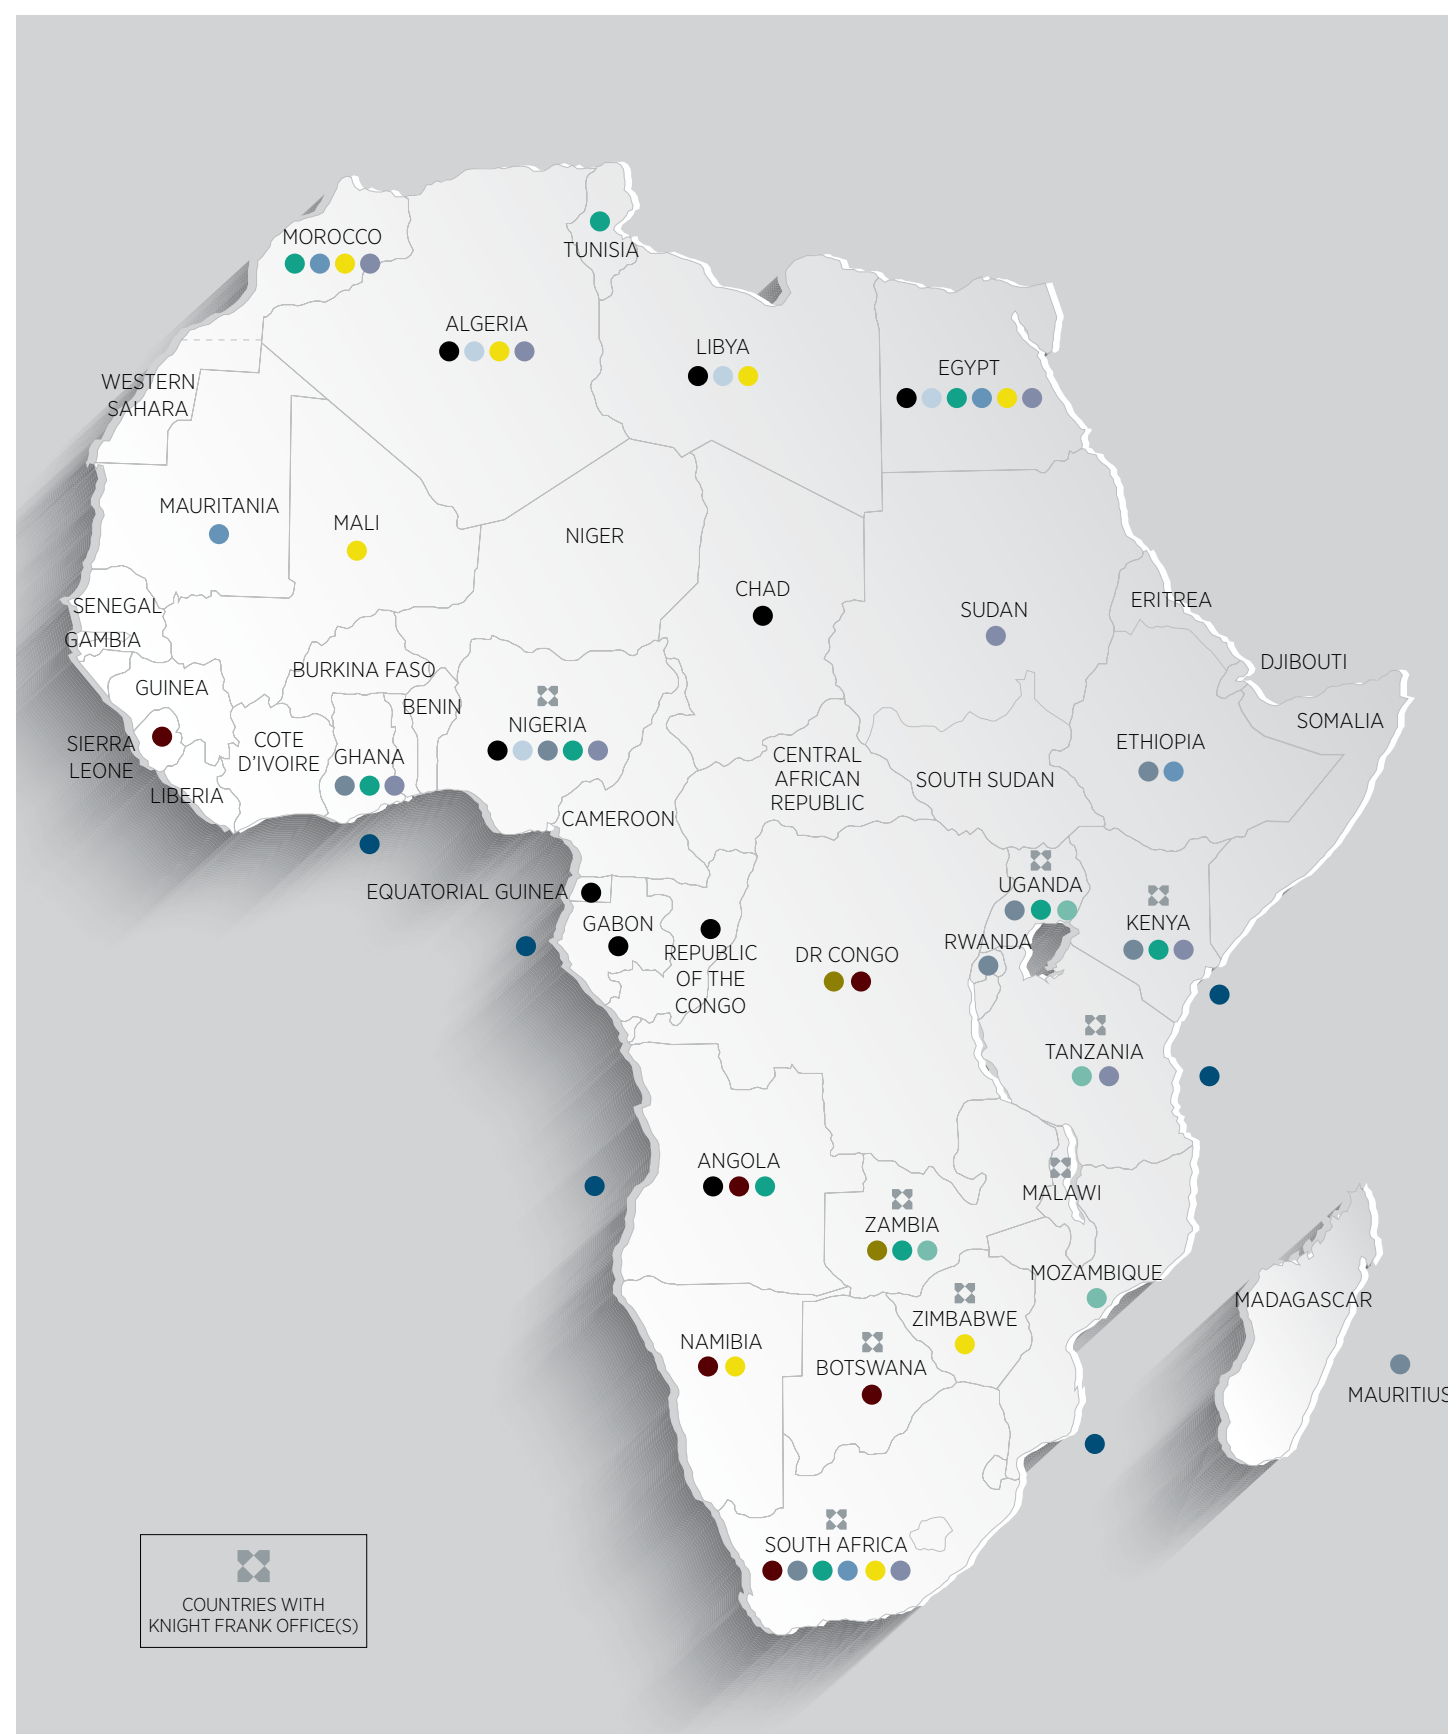 MOROCCO
TUNISIA
ALGERIA
LIBYA
EGYPT
WESTERN
SAHARA
MAURITANIA
MALI
NIGER
CHAD
SUDAN
ERITREA
SENEGAL
GAMBIA
DJIBOUTI
BURKINA FASO
GUINEA
BENIN
NIGERIA
SOMALIA
SIERRA
LEONE
COTE
D'IVOIRE
GHANA
CENTRAL
AFRICAN
REPUBLIC
ETHIOPIA
SOUTH SUDAN
LIBERIA
CAMEROON
EQUATORIAL GUINEA
UGANDA
GABON
KENYA
REPUBLIC
OF THE
CONGO
DR CONGO
RWANDA
TANZANIA
ANGOLA
MALAWI
ZAMBIA
MOZAMBIQUE
MADAGASCAR
ZIMBABWE
NAMIBIA
BOTSWANA
MAURITIUS
SOUTH AFRICA
COUNTRIES WITH
KNIGHT FRANK OFFICE(S)